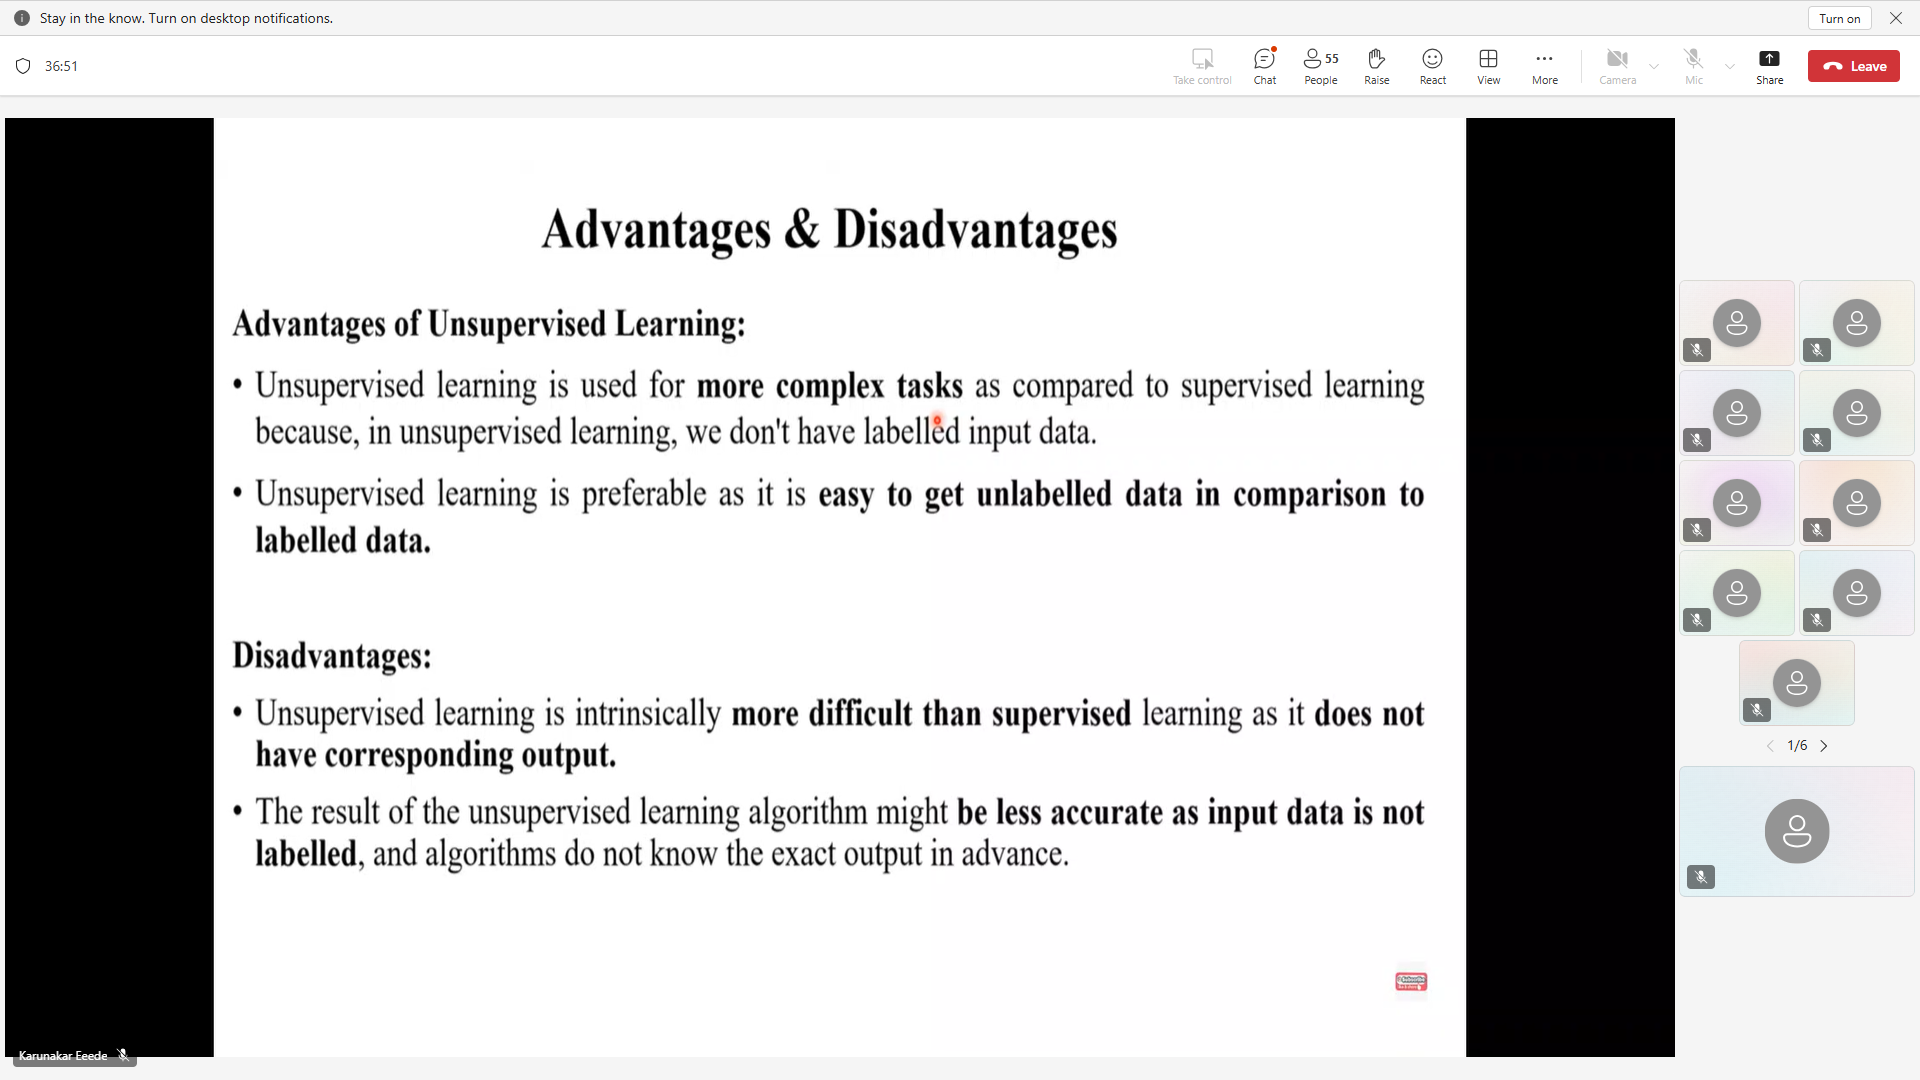 Stay in the know. Turn on desktop notifications.
Turn on
36:51
Take control
Chat
55
People
Raise
React
View
More
Camera
Mic
Share
Leave
Advantages & Disadvantages
Advantages of Unsupervised Learning:
• Unsupervised learning is used for more complex tasks as compared to supervised learning
because, in unsupervised learning, we don't have labelled input data.
• Unsupervised learning is preferable as it is easy to get unlabelled data in comparison to
labelled data.
Disadvantages:
• Unsupervised learning is intrinsically more difficult than supervised learning as it does not
have corresponding output.
• The result of the unsupervised learning algorithm might be less accurate as input data is not
labelled, and algorithms do not know the exact output in advance.
1/6
Karunakar Eeede